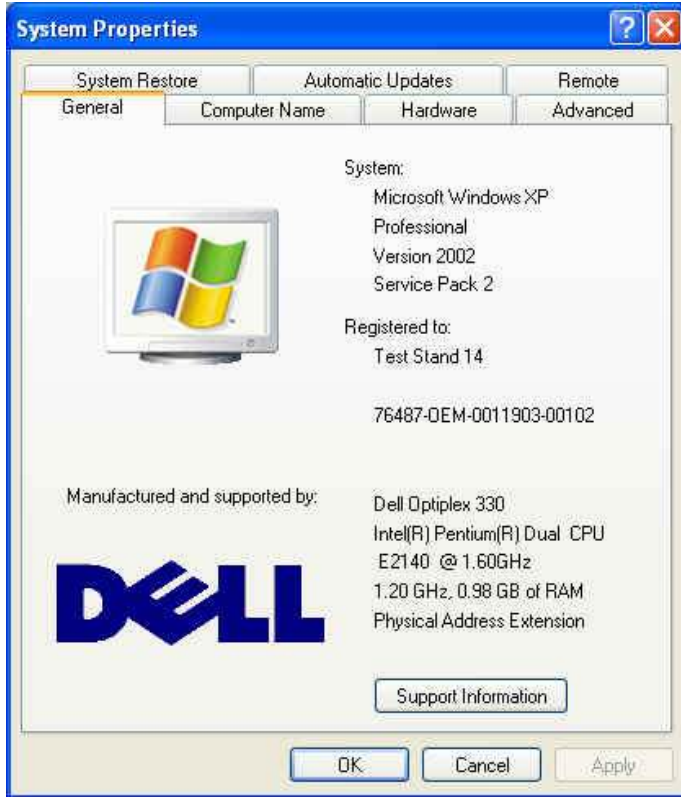 System Properties
System Restore Automatic Updates Remote
General Computer Name Hardware Advanced
System:
Microsoft Windows XP
Professional
Version 2002
Service Pack 2
Registered to:
Test Stand 14
76487-OEM-0011903-00102
Manufactured and supported by:
Dell Optiplex 330
Intel(R) Pentium(R) Dual CPU
E2140 @ 1.60GHz
1.20 GHz, 0.98 GB of RAM
Physical Address Extension
DELL
Support Information
OK Cancel Apply